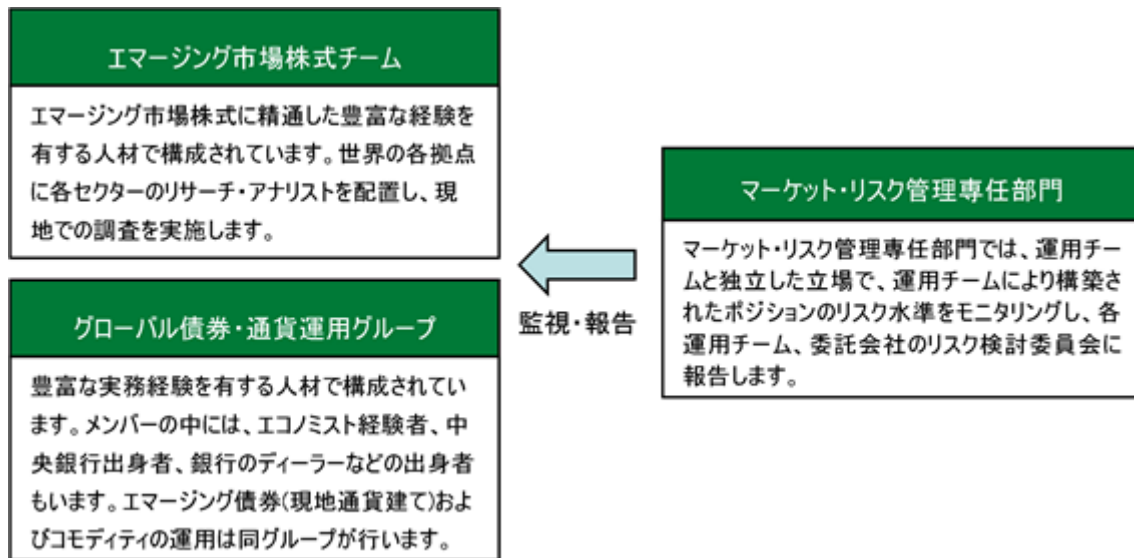 エマージング市場株式チーム
エマージング市場株式に精通した豊富な経験を
有する人材で構成されています。世界の各拠点
に各セクターのリサーチ・アナリストを配置し、現
地での調査を実施します。
グローバル債券・通貨運用グループ
豊富な実務経験を有する人材で構成されてい
ます。メンバーの中には、エコノミスト経験者、中
央銀行出身者、銀行のディーラーなどの出身者
もいます。エマージング債券(現地通貨建て)およ
びコモディティの運用は同グループが行います。
監視・報告
マーケット・リスク管理専任部門
マーケット・リスク管理専任部門では、運用チー
ムと独立した立場で、運用チームにより構築さ
れたポジションのリスク水準をモニタリングし、各
運用チーム、委託会社のリスク検討委員会に
報告します。